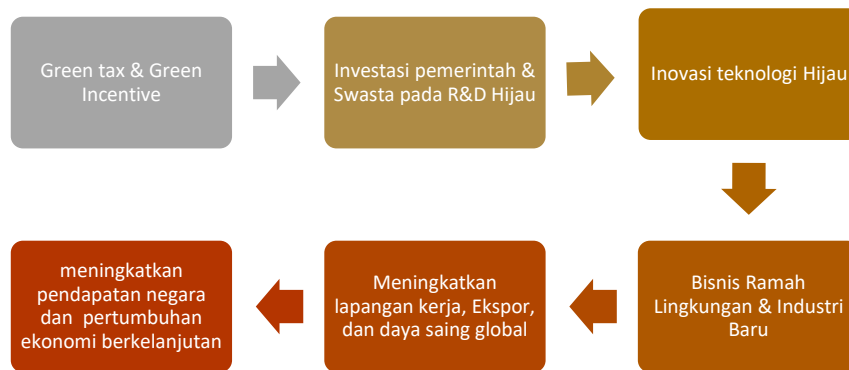 Green tax & Green
Incentive
Investasi pemerintah &
Swasta pada R&D Hijau
Inovasi teknologi Hijau
Bisnis Ramah
Lingkungan & Industri
Baru
Meningkatkan
lapangan kerja, Ekspor,
dan daya saing global
meningkatkan
pendapatan negara
dan pertumbuhan
ekonomi berkelanjutan